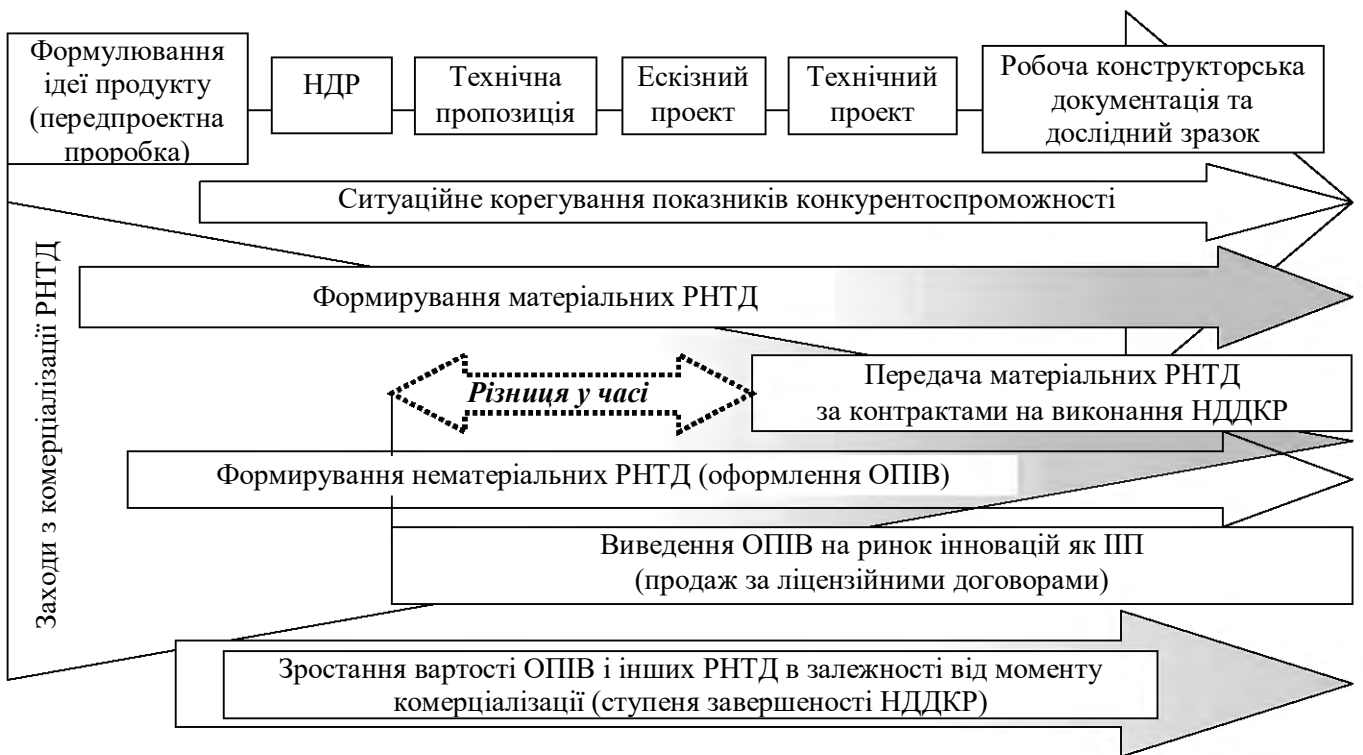 Формулювання
ідеї продукту
(передпроектна
проробка)
НДР
Технічна
пропозиція
Ескізний
проект
Технічний
проект
Робоча конструкторська
документація та
дослідний зразок
Ситуаційне корегування показників конкурентоспроможності
Заходи з комерціалізації РНТД
Формирування матеріальних РНТД
Різниця у часі
Передача матеріальних РНТД
за контрактами на виконання НДДКР
Формирування нематеріальних РНТД (оформлення ОПІВ)
Виведення ОПІВ на ринок інновацій як ІІП
(продаж за ліцензійними договорами)
Зростання вартості ОПІВ і інших РНТД в залежності від моменту
комерціалізації (ступеня завершеності НДДКР)